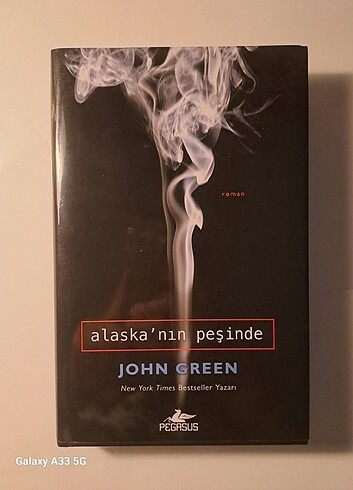 roman
alaska'nın peşinde
JOHN GREEN
New York Times Bestseller Yazarı
PEGASUS
Galaxy A33 5G